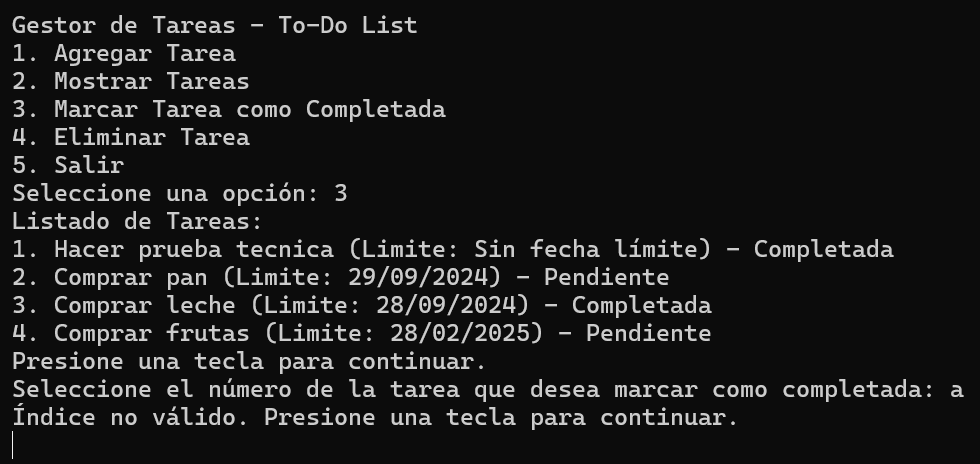 Gestor de Tareas - To-Do List
1. Agregar Tarea
2. Mostrar Tareas
3. Marcar Tarea como Completada
4. Eliminar Tarea
5. Salir
Seleccione una opción: 3
Listado de Tareas:
1. Hacer prueba tecnica (Limite: Sin fecha límite) - Completada
2. Comprar pan (Limite: 29/09/2024) - Pendiente
3. Comprar leche (Limite: 28/09/2024) - Completada
4. Comprar frutas (Limite: 28/02/2025) - Pendiente
Presione una tecla para continuar.
Seleccione el número de la tarea que desea marcar como completada: a
Índice no válido. Presione una tecla para continuar.